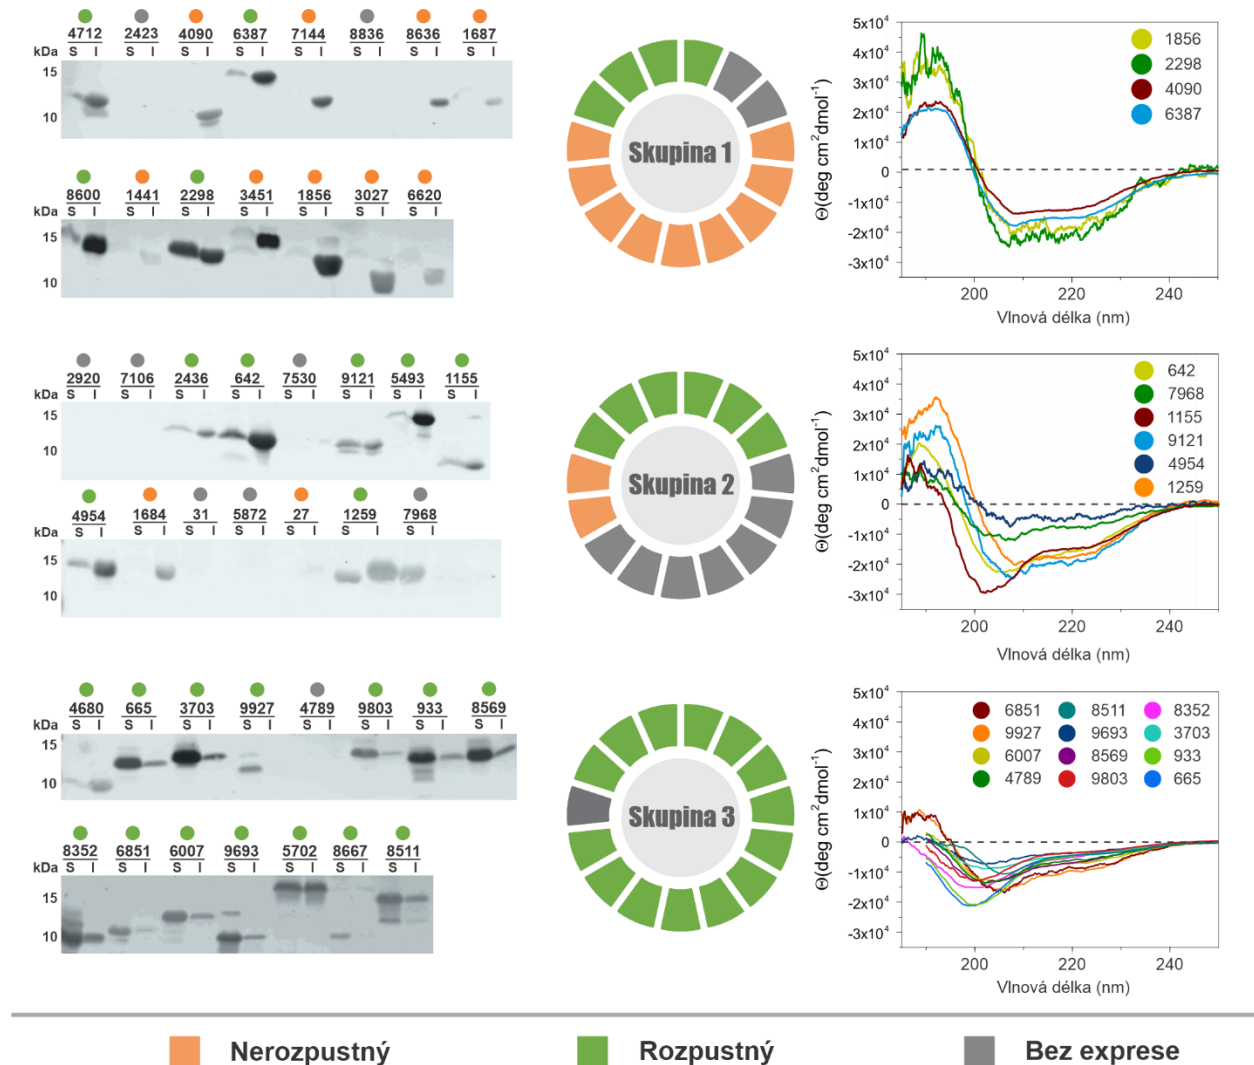 4712 2423 4090 6387 7144 8836 8636 1687
kDa S I S I S I S I S I S I S I S I
15
10
8600 1441 2298 3451 1856 3027 6620
kDa S I S I S I S I S I S I S I
15
10
Skupina 1
Θ(deg cm²dmol⁻¹)
5x10⁴
4x10⁴
3x10⁴
2x10⁴
1x10⁴
0
-1x10⁴
-2x10⁴
-3x10⁴
1856
2298
4090
6387
200 220 240
Vlnová délka (nm)
2920 7106 2436 642 7530 9121 5493 1155
kDa S I S I S I S I S I S I S I S I
15
10
4954 1684 31 5872 27 1259 7968
kDa S I S I S I S I S I S I S I
15
10
Skupina 2
Θ(deg cm²dmol⁻¹)
5x10⁴
4x10⁴
3x10⁴
2x10⁴
1x10⁴
0
-1x10⁴
-2x10⁴
-3x10⁴
642
7968
1155
9121
4954
1259
200 220 240
Vlnová délka (nm)
4680 665 3703 9927 4789 9803 933 8569
kDa S I S I S I S I S I S I S I S I
15
10
8352 6851 6007 9693 5702 8667 8511
kDa S I S I S I S I S I S I S I
15
10
Skupina 3
Θ(deg cm²dmol⁻¹)
5x10⁴
4x10⁴
3x10⁴
2x10⁴
1x10⁴
0
-1x10⁴
-2x10⁴
-3x10⁴
6851 8511 8352
9927 9693 3703
6007 8569 933
4789 9803 665
200 220 240
Vlnová délka (nm)
Nerozpustný Rozpustný Bez exprese